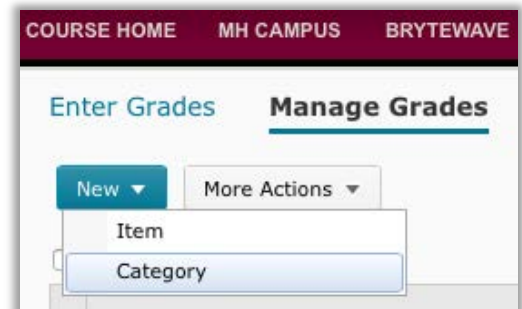 COURSE HOME MH CAMPUS BRYTEWAVE
Enter Grades Manage Grades
New More Actions
Item
Category